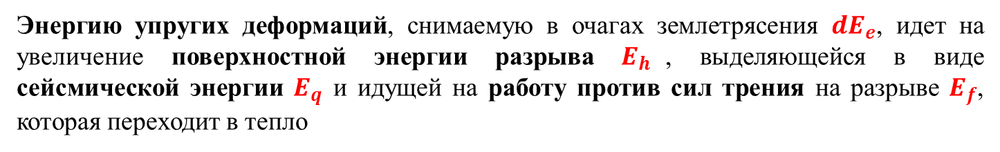 Энергию упругих деформаций, снимаемую в очагах землетрясения dE_e, идет на
увеличение поверхностной энергии разрыва E_h , выделяющейся в виде
сейсмической энергии E_q и идущей на работу против сил трения на разрыве E_f,
которая переходит в тепло